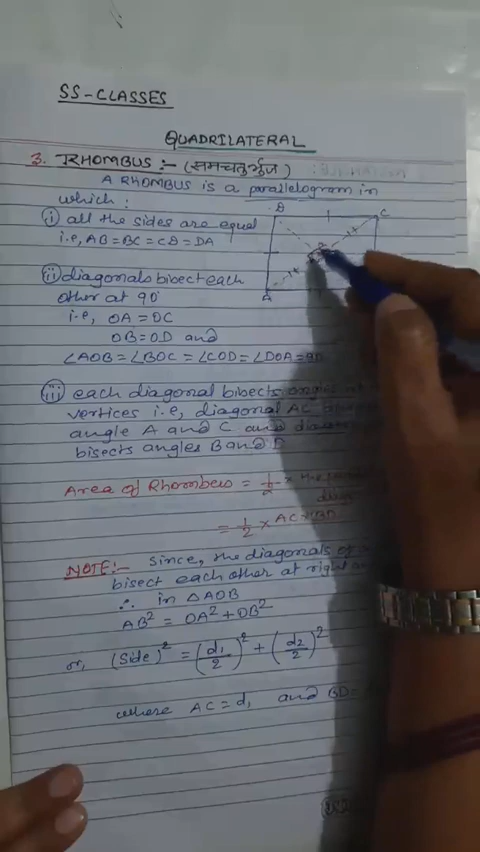 SS-CLASSES
QUADRILATERAL
3. RHOMBUS :- (समचतुर्भुज)
A RHOMBUS is a parallelogram in
which :
D C
(i) all the sides are equal
i.e, AB = BC = CD = DA
A
(ii) diagonals bisect each
other at 90°
i.e, OA = OC
OB = OD and
∠AOB = ∠BOC = ∠COD = ∠DOA = 90
(iii) each diagonal bisects angles
vertices i.e, diagonal AC
angle A and C and
bisects angles B and D
Area of Rhombus = 1/2 ×
= 1/2 × AC × BD
NOTE:- Since, the diagonals of a
bisect each other at right
∴ in △AOB
AB² = OA² + OB²
or, (Side)² = (d₁/2)² + (d₂/2)²
where AC = d₁ and BD =